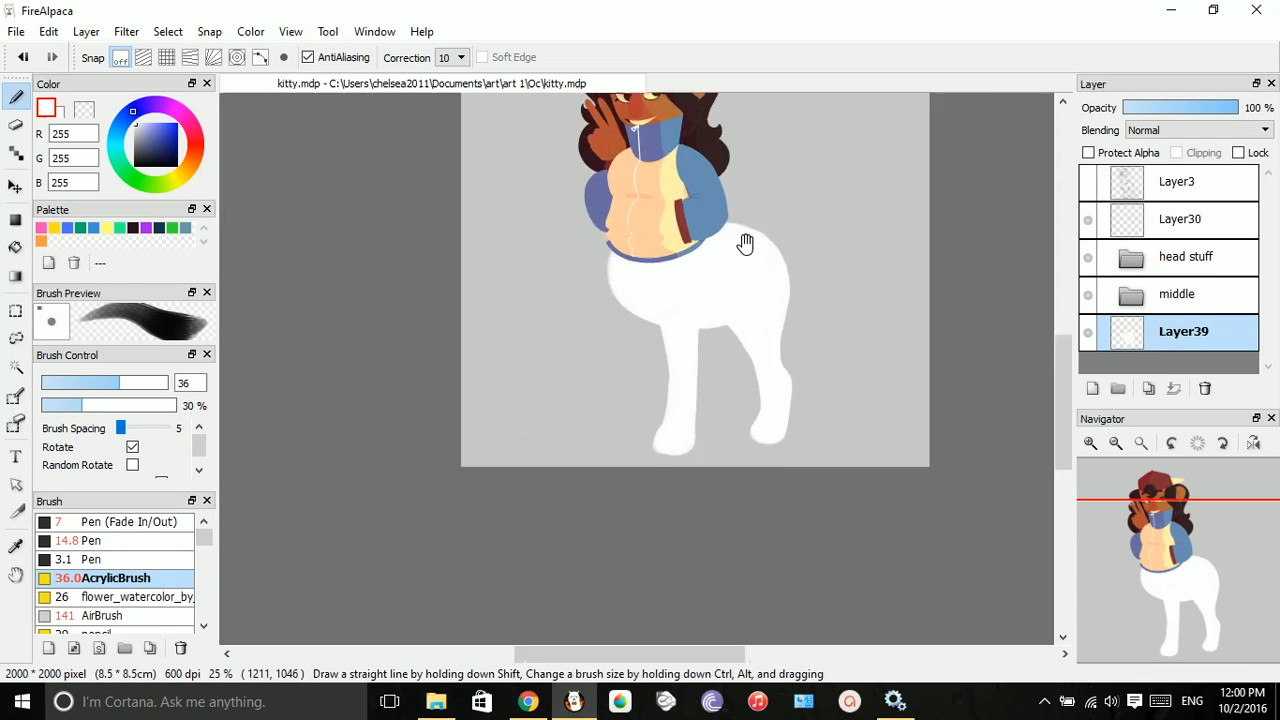 FireAlpaca
File Edit Layer Filter Select Snap Color View Tool Window Help
Snap off AntiAliasing Correction 10 Soft Edge
Color
kitty.mdp - C:\Users\chelsea2011\Documents\art\art 1\Oc\kitty.mdp
Layer
R 255
G 255
B 255
Opacity 100 %
Blending Normal
Protect Alpha Clipping Lock
Layer3
Layer30
head stuff
middle
Layer39
Palette
---
Brush Preview
Brush Control
36
30 %
Brush Spacing 5
Rotate
Random Rotate
Navigator
Brush
7 Pen (Fade In/Out)
14.8 Pen
3.1 Pen
36.0 AcrylicBrush
26 flower_watercolor_by_
141 AirBrush
pencil
2000 * 2000 pixel (8.5 * 8.5cm) 600 dpi 25 % (1211, 1046) Draw a straight line by holding down Shift, Change a brush size by holding down Ctrl, Alt, and dragging
I'm Cortana. Ask me anything.
ENG
12:00 PM
10/2/2016